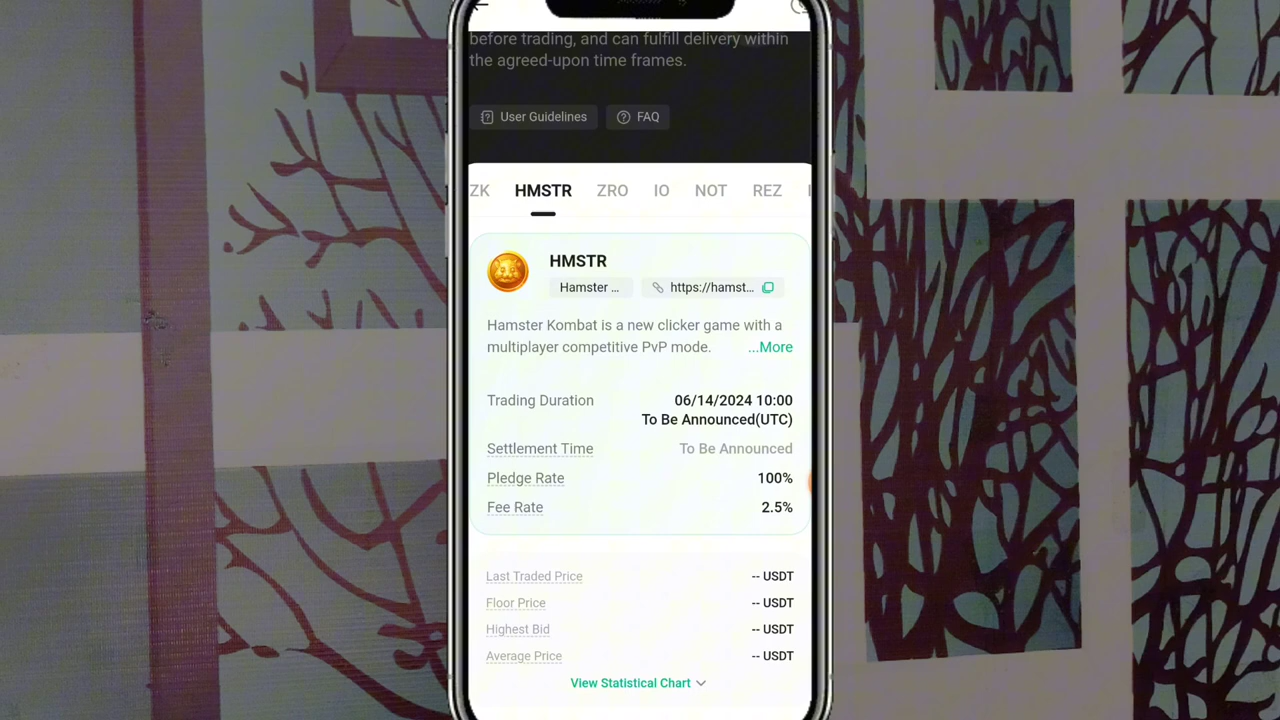 before trading, and can fulfill delivery within
the agreed-upon time frames.
User Guidelines FAQ
ZK HMSTR ZRO IO NOT REZ
HMSTR
Hamster ... https://hamst...
Hamster Kombat is a new clicker game with a
multiplayer competitive PvP mode. ...More
Trading Duration 06/14/2024 10:00
To Be Announced(UTC)
Settlement Time To Be Announced
Pledge Rate 100%
Fee Rate 2.5%
Last Traded Price -- USDT
Floor Price -- USDT
Highest Bid -- USDT
Average Price -- USDT
View Statistical Chart